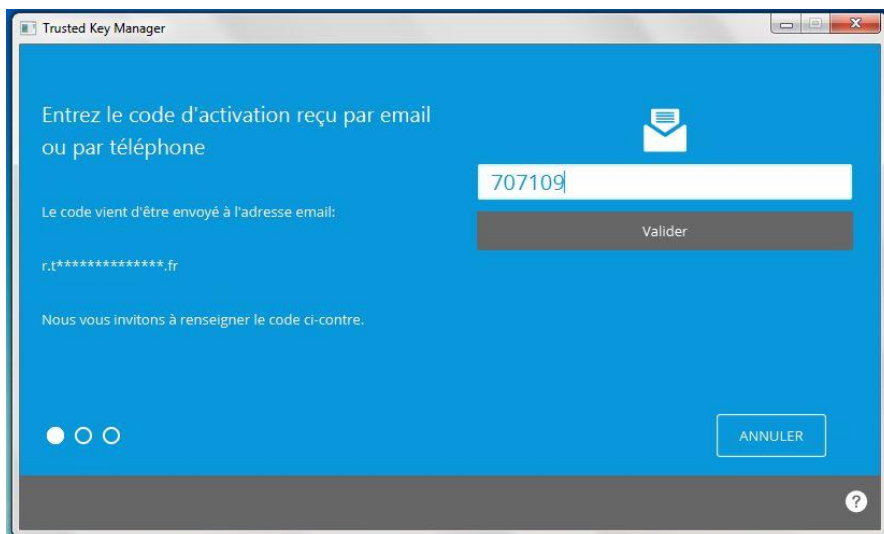 Trusted Key Manager
Entrez le code d'activation reçu par email
ou par téléphone
Le code vient d'être envoyé à l'adresse email:
r.t**************.fr
Nous vous invitons à renseigner le code ci-contre.
707109
Valider
ANNULER
?